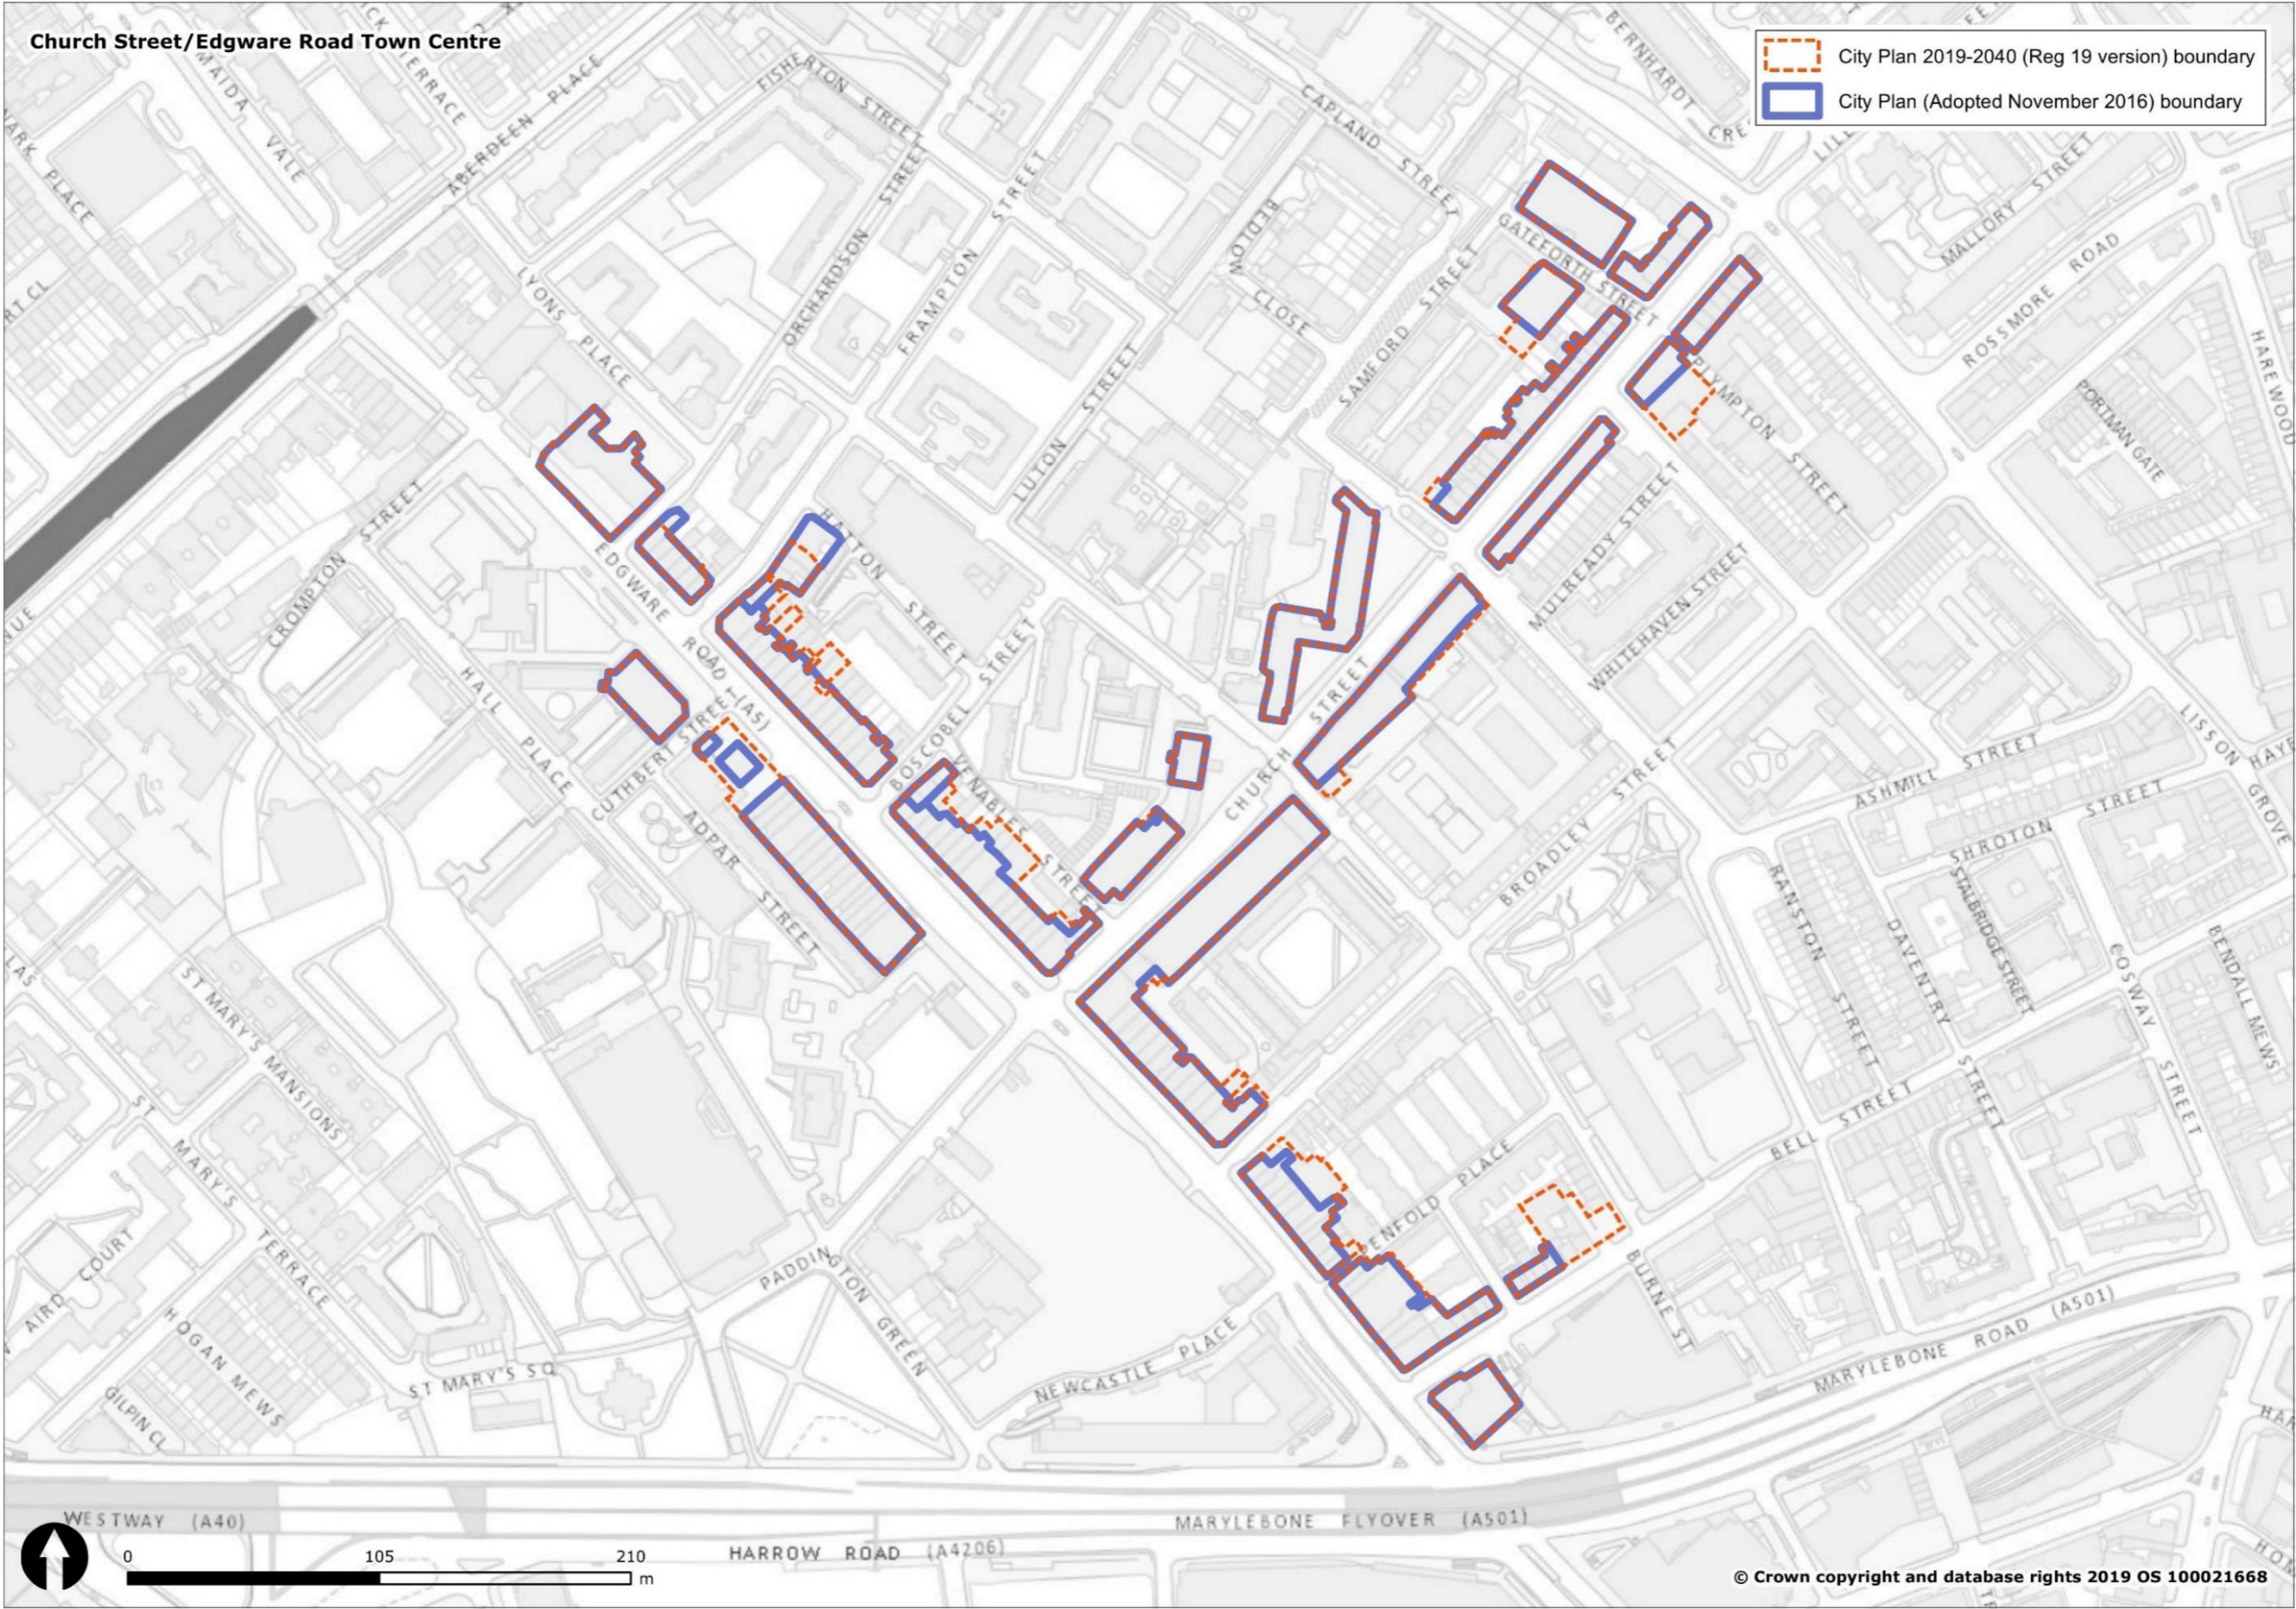 Church Street/Edgware Road Town Centre
City Plan 2019-2040 (Reg 19 version) boundary
City Plan (Adopted November 2016) boundary
MAIDA VALE
TERRACE
ABERDEEN PLACE
FISHERTON STREET
CAPLAND STREET
BERNHARDT
MALLORY STREET
ROSSMORE ROAD
HAREWOOD
PLACE
LYONS PLACE
ORCHARDSON STREET
FRAMPTON STREET
BEDLOW CLOSE
SAMFORD STREET
GATEFORTH STREET
PLYMPTON STREET
PORTMAN GATE
LUTON STREET
HATTON STREET
CROMPTON STREET
EDGWARE ROAD (A5)
MULREADY STREET
WHITEHAVEN STREET
HALL PLACE
CUTHBERT STREET
BOSCOBEL STREET
VENABLES STREET
CHURCH STREET
ADPAR STREET
BROADLEY STREET
ASHMILL STREET
SHROTON STREET
LISSON GROVE
RANSTON STREET
DAVENTRY STREET
STALBRIDGE STREET
COSWAY STREET
BENDALL MEWS
BELL STREET
PENFOLD PLACE
BURNE ST
ST MARY'S MANSIONS
ST MARY'S TERRACE
AIRD COURT
HOGAN MEWS
GILPIN CL
ST MARY'S SQ
PADDINGTON GREEN
NEWCASTLE PLACE
MARYLEBONE ROAD (A501)
WESTWAY (A40)
MARYLEBONE FLYOVER (A501)
HARROW ROAD (A4206)
0 105 210
m
© Crown copyright and database rights 2019 OS 100021668